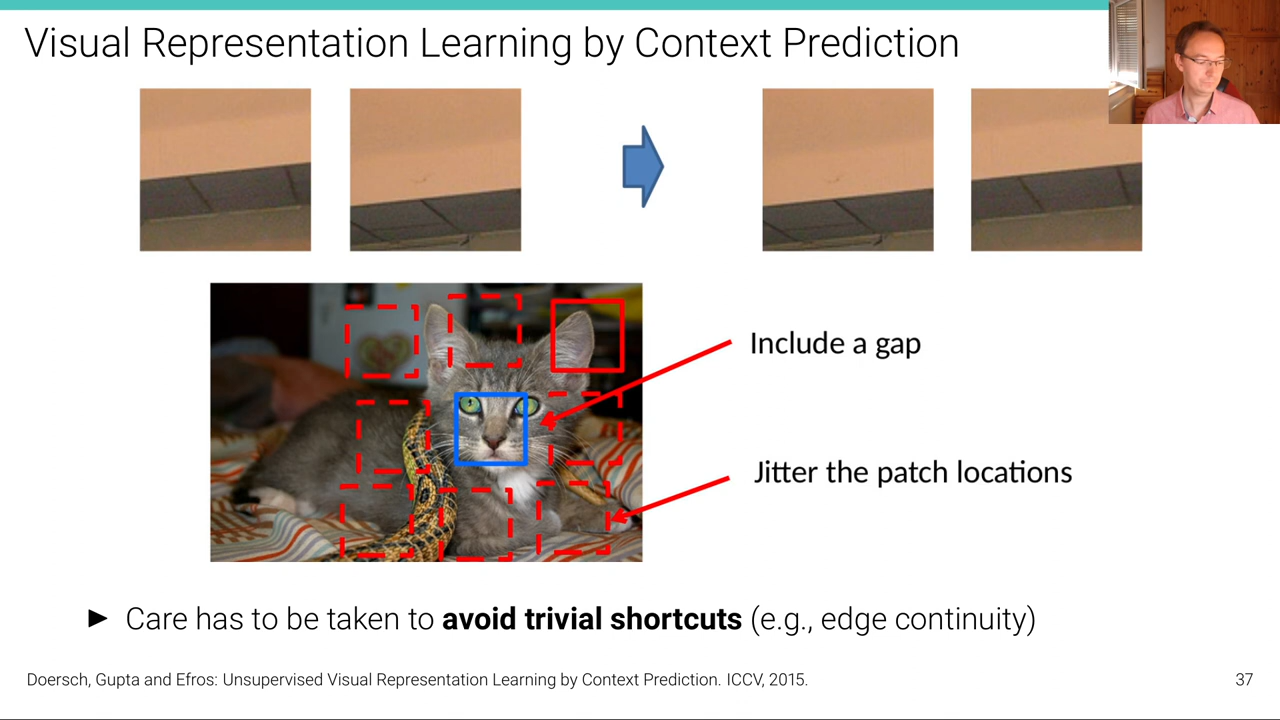 Visual Representation Learning by Context Prediction
Include a gap
Jitter the patch locations
► Care has to be taken to avoid trivial shortcuts (e.g., edge continuity)
Doersch, Gupta and Efros: Unsupervised Visual Representation Learning by Context Prediction. ICCV, 2015.
37